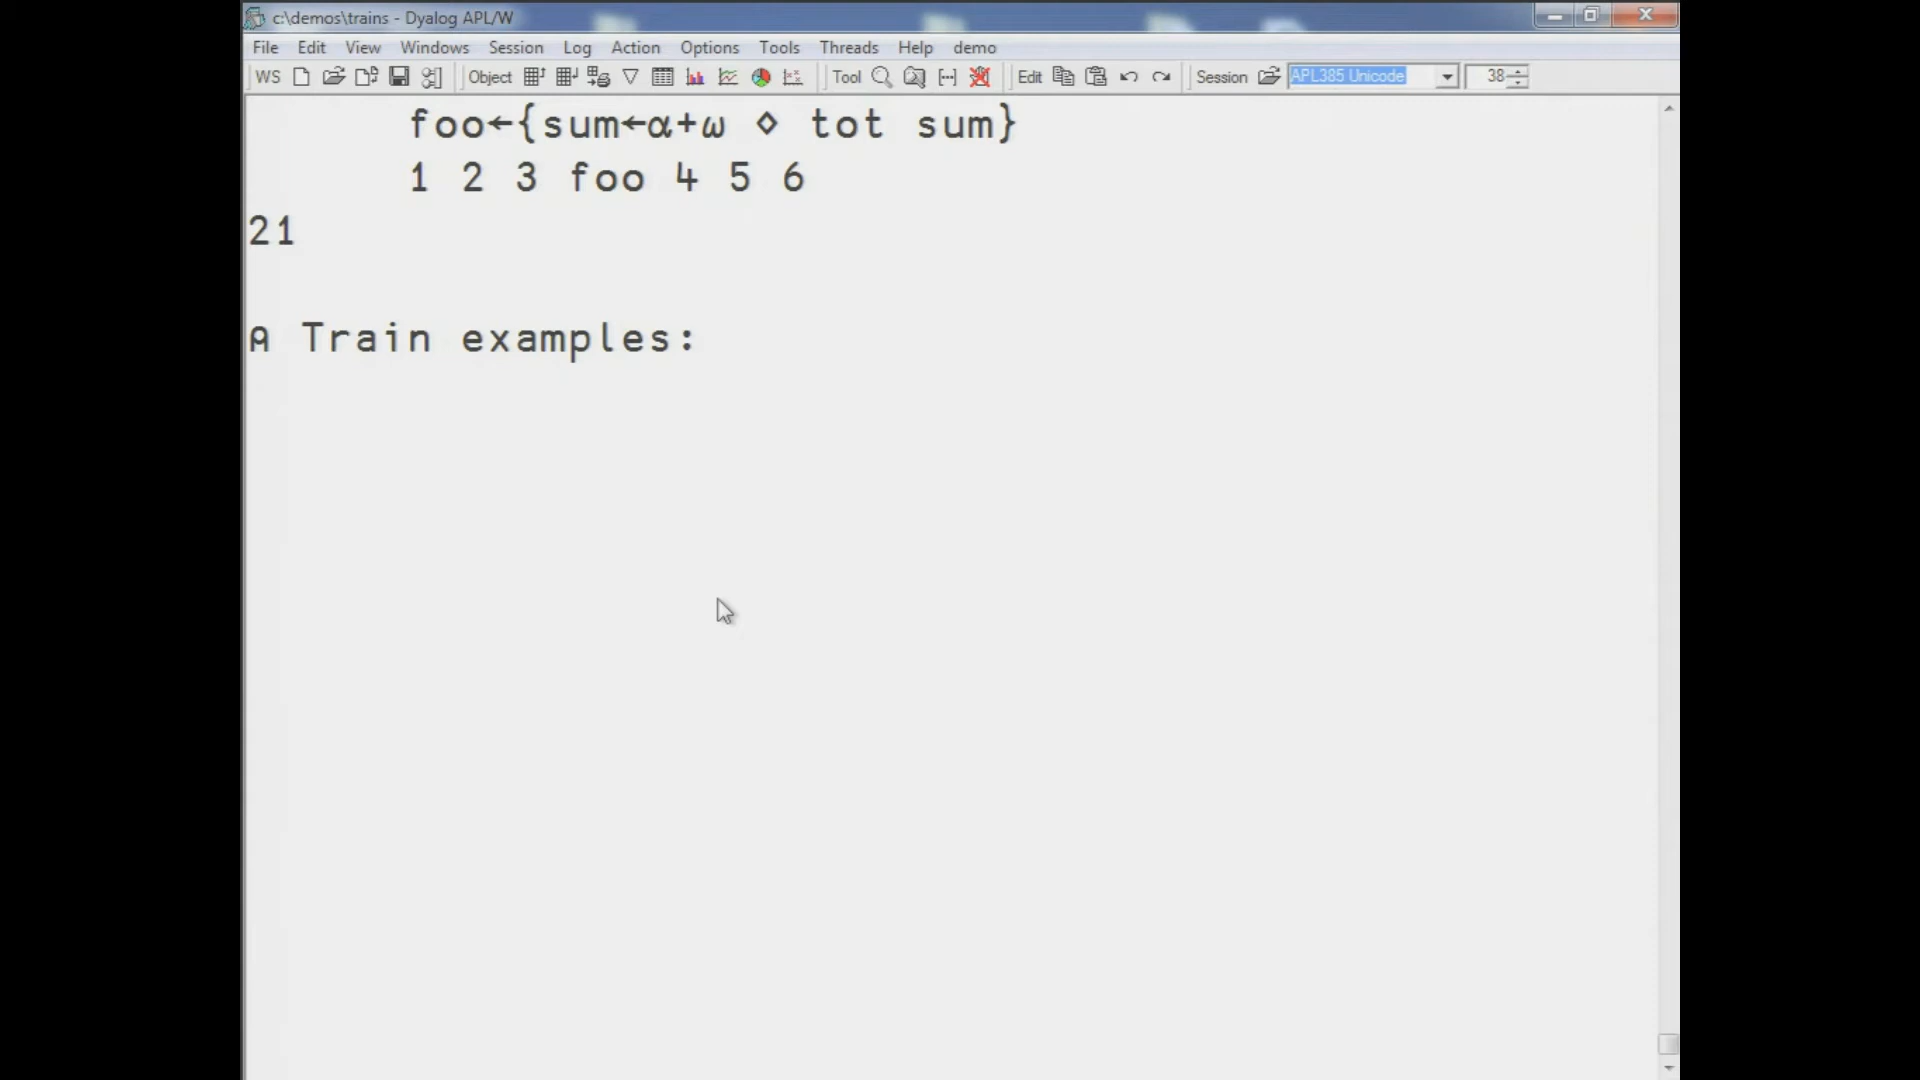 c:\demos\trains - Dyalog APL/W
File Edit View Windows Session Log Action Options Tools Threads Help demo
WS Object Tool Edit Session APL385 Unicode 38
foo←{sum←⍺+⍵ ⋄ tot sum}
1 2 3 foo 4 5 6
21
⍝ Train examples: